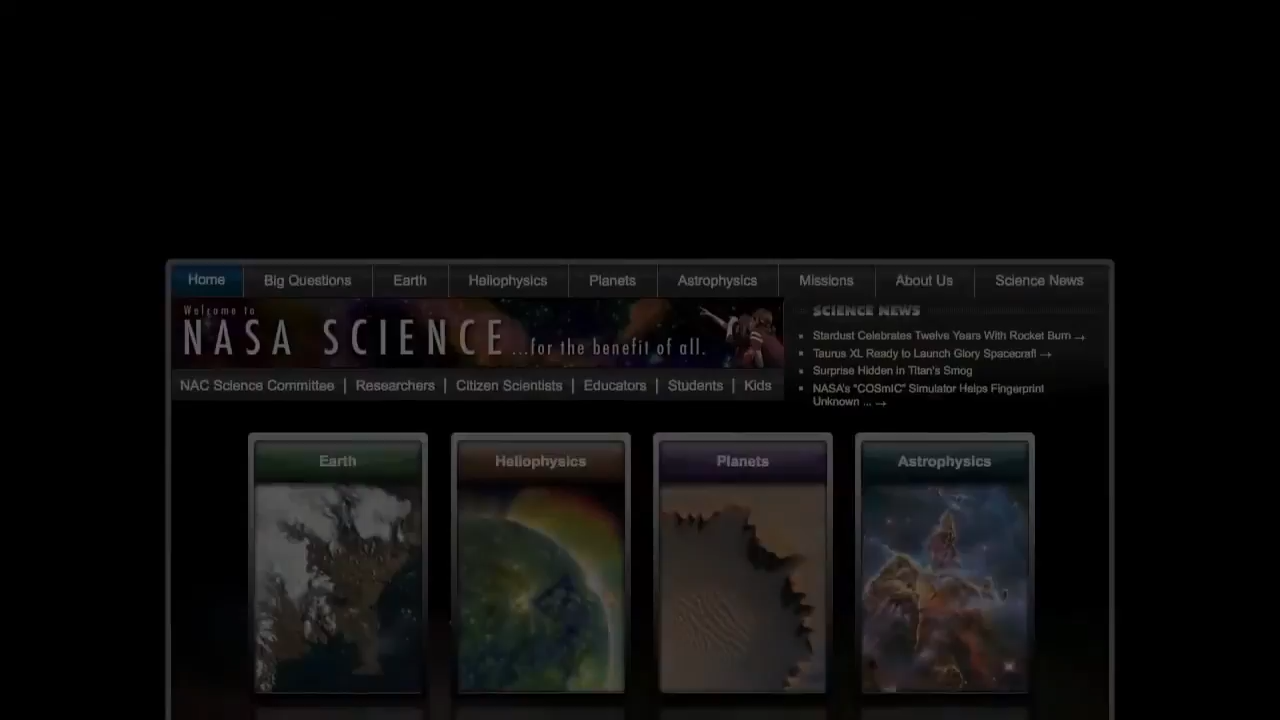 Home Big Questions Earth Heliophysics Planets Astrophysics Missions About Us Science News
Welcome to
NASA SCIENCE ...for the benefit of all.
NAC Science Committee | Researchers | Citizen Scientists | Educators | Students | Kids
SCIENCE NEWS
Stardust Celebrates Twelve Years With Rocket Burn →
Taurus XL Ready to Launch Glory Spacecraft →
Surprise Hidden in Titan's Smog
NASA's "COSmIC" Simulator Helps Fingerprint
Unknown ... →
Earth Heliophysics Planets Astrophysics